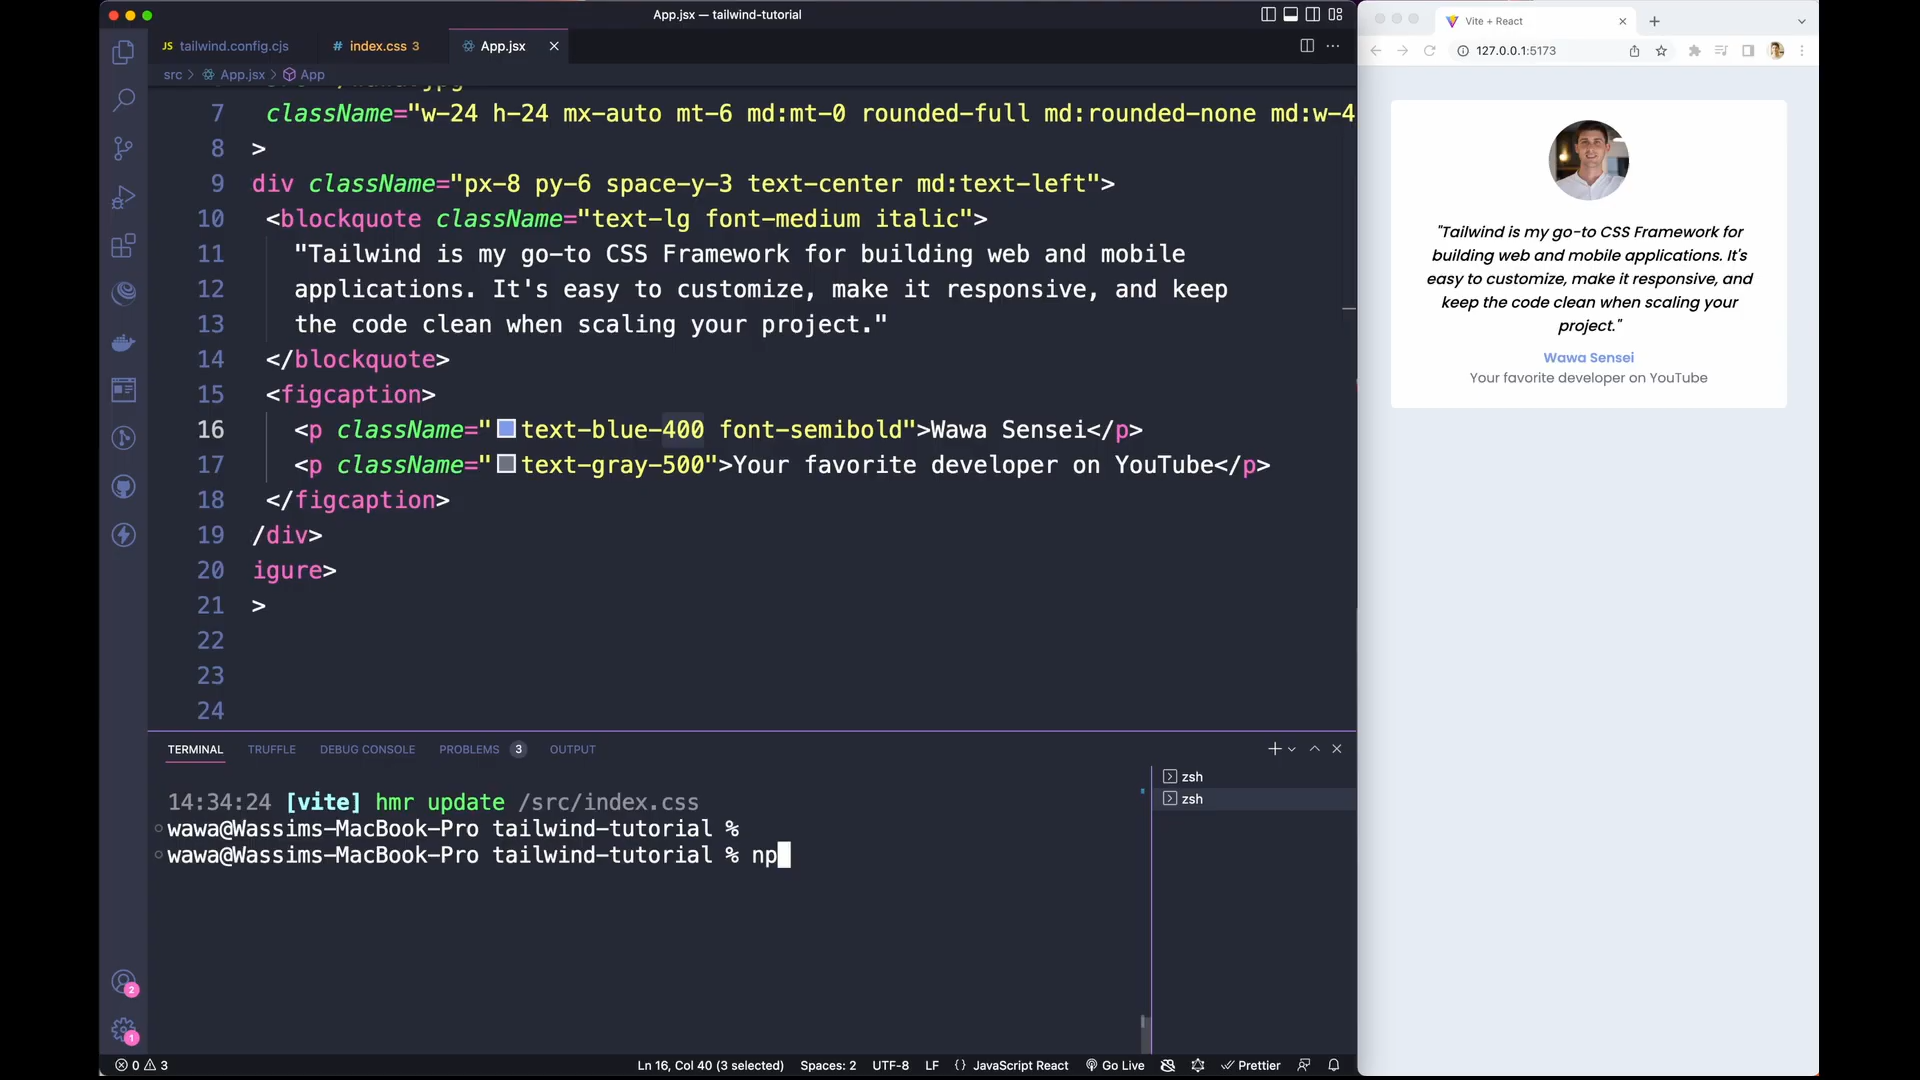 App.jsx — tailwind-tutorial
JS tailwind.config.cjs
# index.css 3
App.jsx
src > App.jsx > App
7 className="w-24 h-24 mx-auto mt-6 md:mt-0 rounded-full md:rounded-none md:w-4
8 >
9 div className="px-8 py-6 space-y-3 text-center md:text-left">
10 <blockquote className="text-lg font-medium italic">
11 "Tailwind is my go-to CSS Framework for building web and mobile
12 applications. It's easy to customize, make it responsive, and keep
13 the code clean when scaling your project."
14 </blockquote>
15 <figcaption>
16 <p className="text-blue-400 font-semibold">Wawa Sensei</p>
17 <p className="text-gray-500">Your favorite developer on YouTube</p>
18 </figcaption>
19 /div>
20 igure>
21 >
22
23
24
TERMINAL TRUFFLE DEBUG CONSOLE PROBLEMS 3 OUTPUT
14:34:24 [vite] hmr update /src/index.css
wawa@Wassims-MacBook-Pro tailwind-tutorial %
wawa@Wassims-MacBook-Pro tailwind-tutorial % np
zsh
zsh
2
1
0 3
Ln 16, Col 40 (3 selected) Spaces: 2 UTF-8 LF {} JavaScript React Go Live Prettier
Vite + React
127.0.0.1:5173
"Tailwind is my go-to CSS Framework for
building web and mobile applications. It's
easy to customize, make it responsive, and
keep the code clean when scaling your
project."
Wawa Sensei
Your favorite developer on YouTube